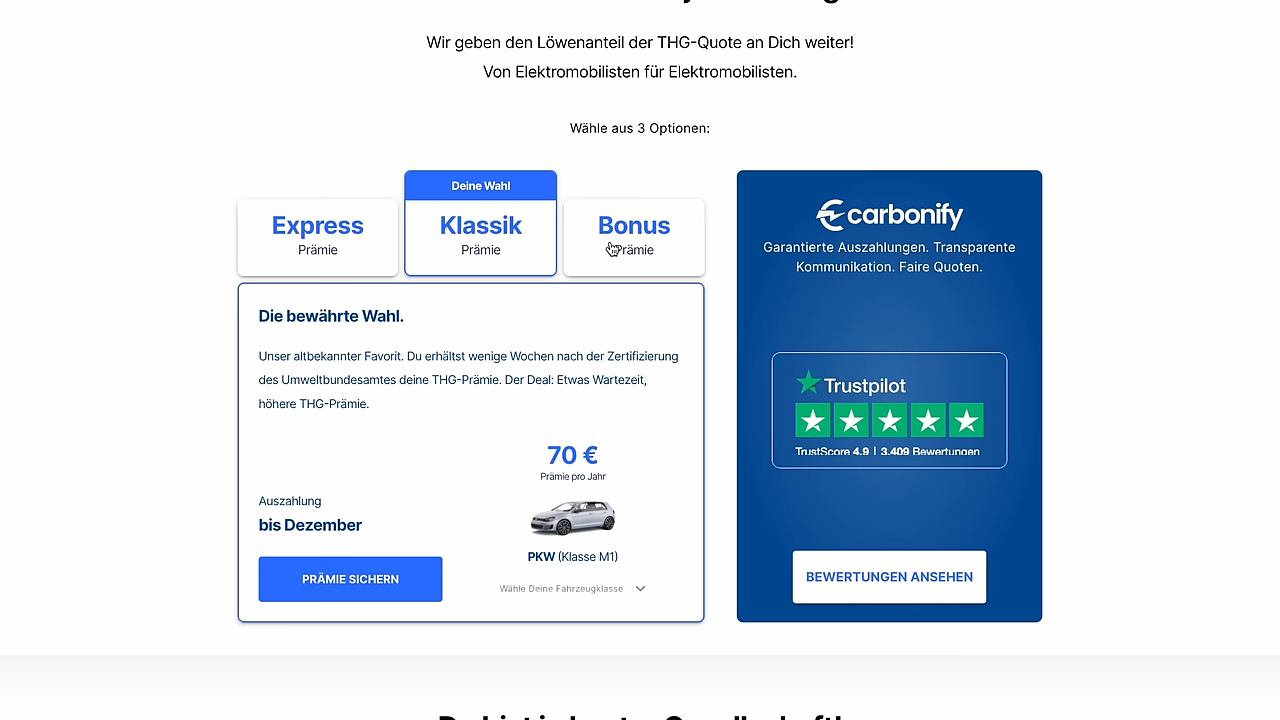 Wir geben den Löwenanteil der THG-Quote an Dich weiter!
Von Elektromobilisten für Elektromobilisten.
Wähle aus 3 Optionen:
Deine Wahl
Express
Prämie
Klassik
Prämie
Bonus
Prämie
Die bewährte Wahl.
Unser altbekannter Favorit. Du erhältst wenige Wochen nach der Zertifizierung
des Umweltbundesamtes deine THG-Prämie. Der Deal: Etwas Wartezeit,
höhere THG-Prämie.
70 €
Prämie pro Jahr
Auszahlung
bis Dezember
PKW (Klasse M1)
PRÄMIE SICHERN
Wähle Deine Fahrzeugklasse
carbonify
Garantierte Auszahlungen. Transparente
Kommunikation. Faire Quoten.
Trustpilot
TrustScore 4.9 | 3.409 Bewertungen
BEWERTUNGEN ANSEHEN